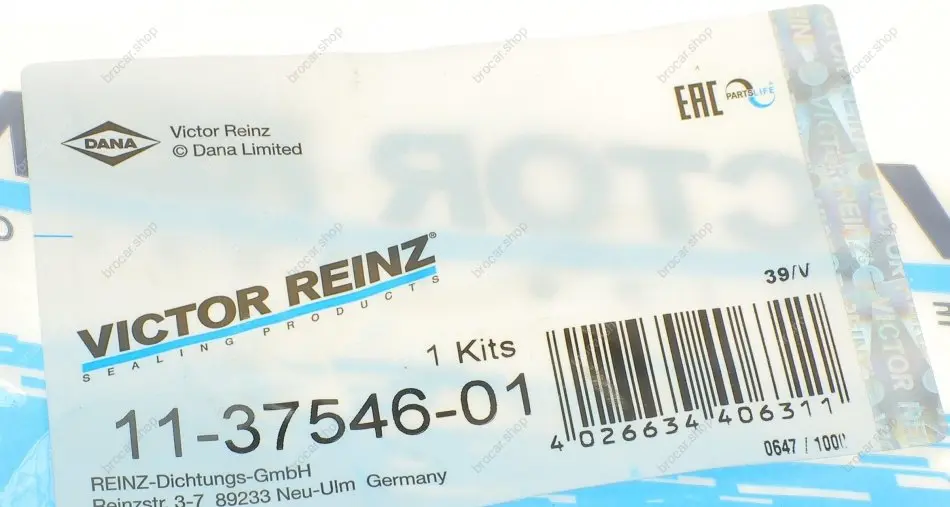 DANA
Victor Reinz
© Dana Limited
EAC
PARTSLIFE
VICTOR REINZ®
SEALING PRODUCTS
39/V
1 Kits
11-37546-01
4 026634 406311
0647 / 100
REINZ-Dichtungs-GmbH
Reinzstr. 3-7 89233 Neu-Ulm Germany
VICTOR
brocar.shop